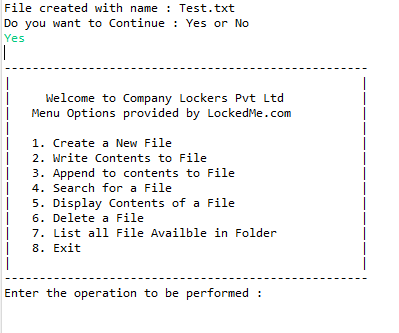 File created with name : Test.txt
Do you want to Continue : Yes or No
Yes
--------------------------------------------------
Welcome to Company Lockers Pvt Ltd
Menu Options provided by LockedMe.com
1. Create a New File
2. Write Contents to File
3. Append to contents to File
4. Search for a File
5. Display Contents of a File
6. Delete a File
7. List all File Availble in Folder
8. Exit
--------------------------------------------------
Enter the operation to be performed :